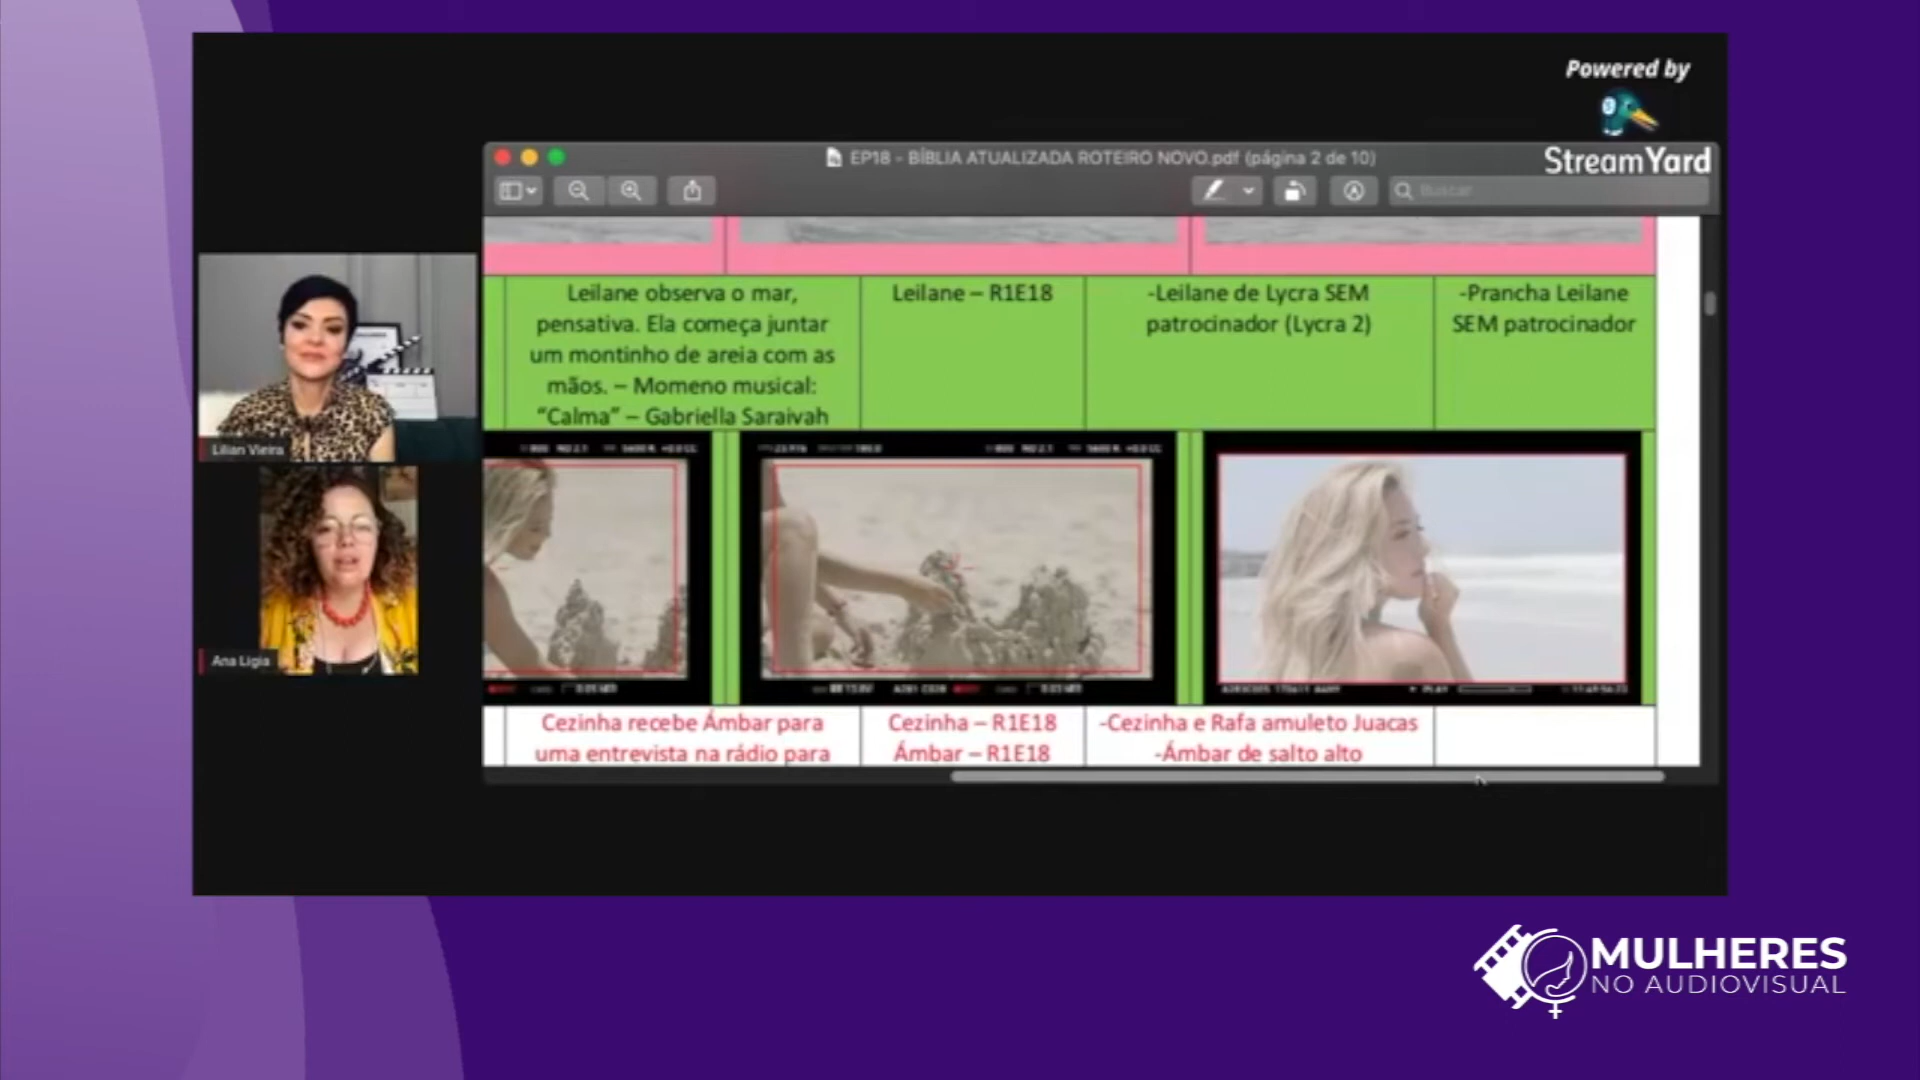 Powered by
StreamYard
EP18 - BÍBLIA ATUALIZADA ROTEIRO NOVO.pdf (página 2 de 10)
Buscar
Leilane observa o mar,
pensativa. Ela começa juntar
um montinho de areia com as
mãos. – Momeno musical:
“Calma” – Gabriella Saraivah
Leilane – R1E18
-Leilane de Lycra SEM
patrocinador (Lycra 2)
-Prancha Leilane
SEM patrocinador
Lilian Vieira
Ana Ligia
PLAY
Cezinha recebe Âmbar para
uma entrevista na rádio para
Cezinha – R1E18
Âmbar – R1E18
-Cezinha e Rafa amuleto Juacas
-Âmbar de salto alto
MULHERES
NO AUDIOVISUAL